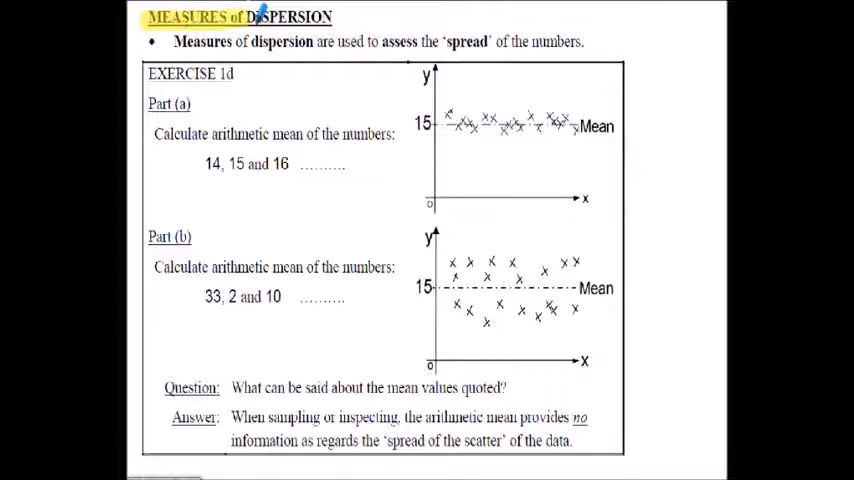 MEASURES of DISPERSION
• Measures of dispersion are used to assess the ‘spread’ of the numbers.
EXERCISE 1d
Part (a)
Calculate arithmetic mean of the numbers:
14, 15 and 16 ..........
y
15
Mean
x
o
Part (b)
Calculate arithmetic mean of the numbers:
33, 2 and 10 ..........
y
15
Mean
x
o
Question: What can be said about the mean values quoted?
Answer: When sampling or inspecting, the arithmetic mean provides no
information as regards the ‘spread of the scatter’ of the data.